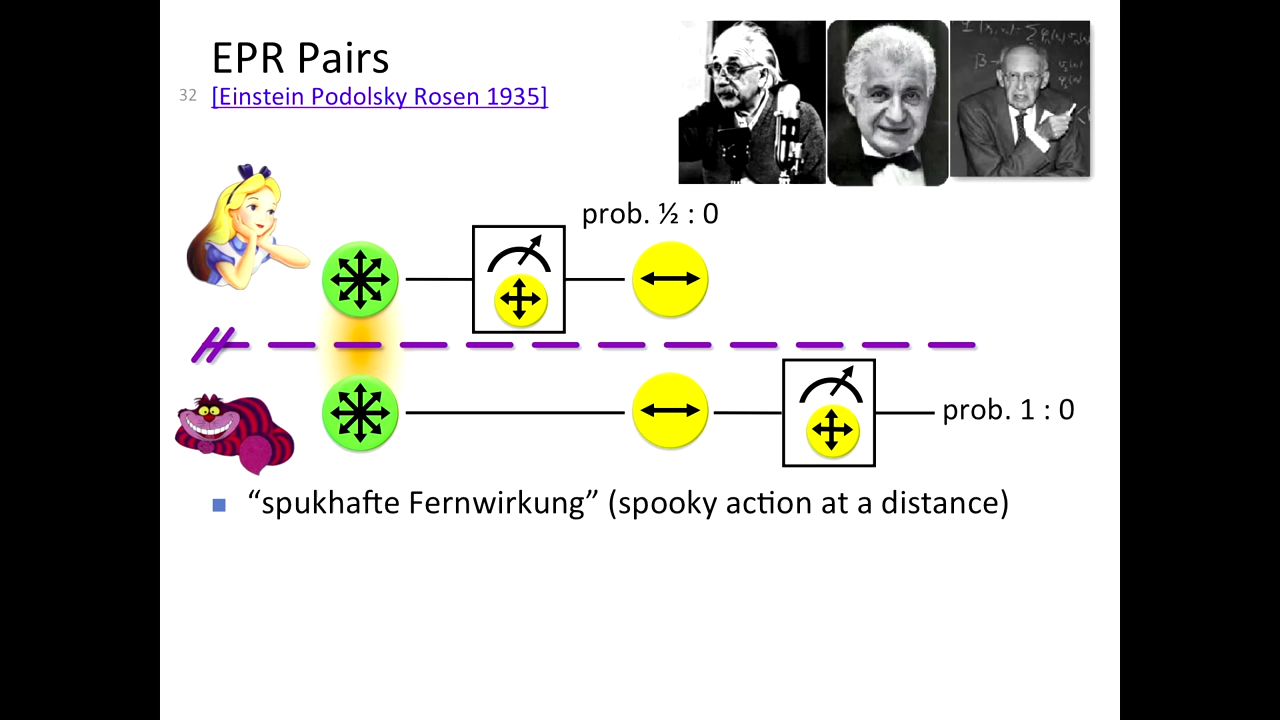 EPR Pairs
32 [Einstein Podolsky Rosen 1935]
prob. ½ : 0
prob. 1 : 0
“spukhafte Fernwirkung” (spooky action at a distance)